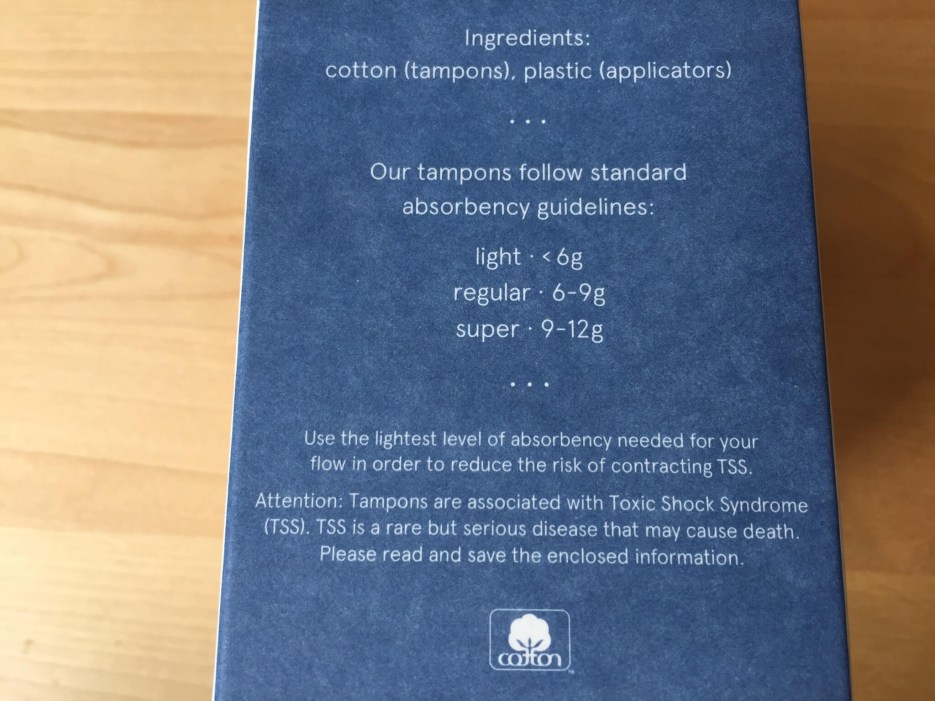 Ingredients:
cotton (tampons), plastic (applicators)
• • •
Our tampons follow standard
absorbency guidelines:
light · < 6g
regular · 6-9g
super · 9-12g
• • •
Use the lightest level of absorbency needed for your
flow in order to reduce the risk of contracting TSS.
Attention: Tampons are associated with Toxic Shock Syndrome
(TSS). TSS is a rare but serious disease that may cause death.
Please read and save the enclosed information.
cotton